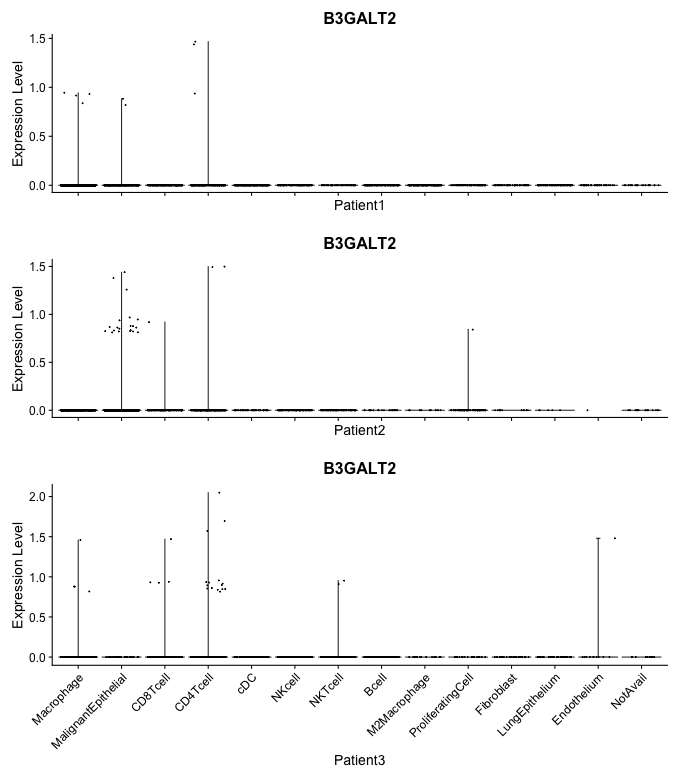 B3GALT2
Expression Level
1.5
1.0
0.5
0.0
Patient1
B3GALT2
Expression Level
1.5
1.0
0.5
0.0
Patient2
B3GALT2
Expression Level
2.0
1.5
1.0
0.5
0.0
Macrophage
MalignantEpithelial
CD8Tcell
CD4Tcell
cDC
NKcell
NKTcell
Bcell
M2Macrophage
ProliferatingCell
Fibroblast
LungEpithelium
Endothelium
NotAvail
Patient3